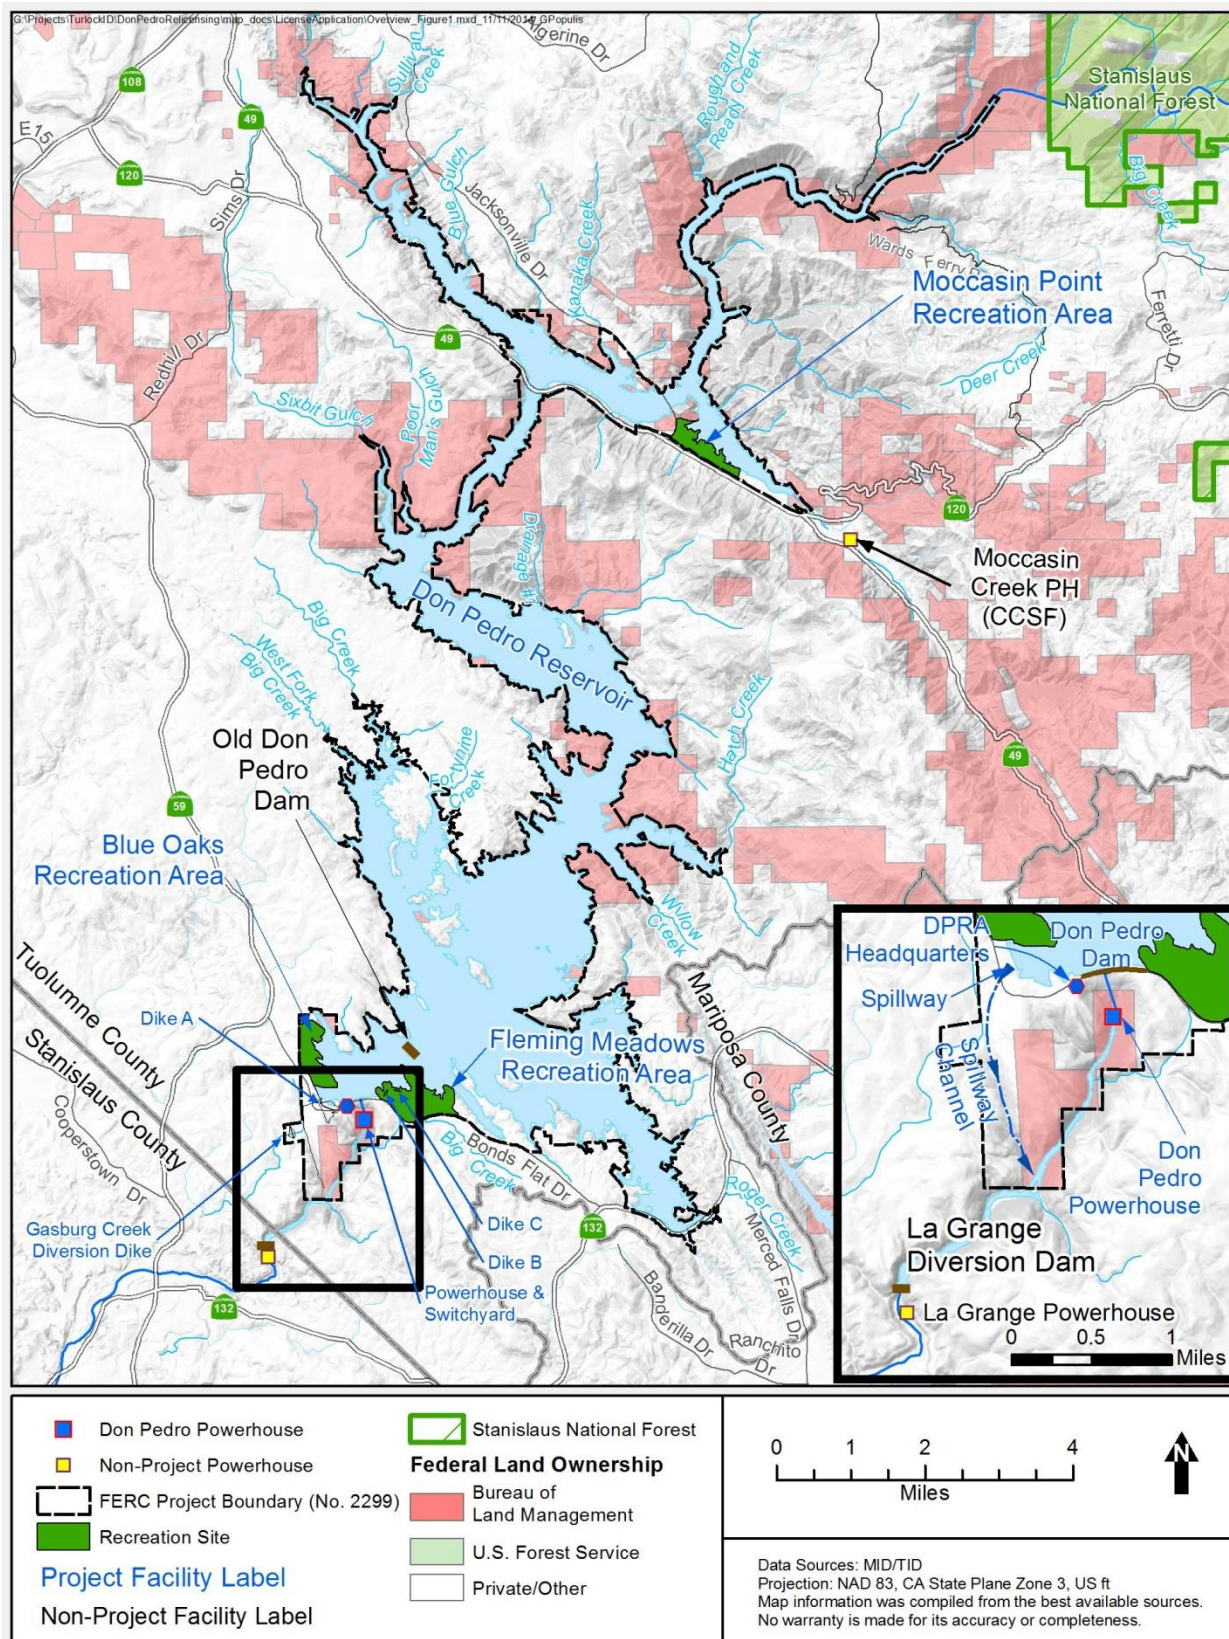 G:\Projects\TurlockID\DonPedroRelicensing\map_docs\LicenseApplication\Overview_Figure1.mxd_11/11/2014_GPopulis
Algerine Dr
Sullivan
Creek
Rough and
Ready Creek
Stanislaus
National Forest
108
49
E15
120
Sims Dr
Blue Gulch
Jacksonville Dr
Kanaka Creek
Big Creek
Wards Ferry
Moccasin Point
Recreation Area
Ferretti Dr
Deer Creek
49
Redhill Dr
Sixbit Gulch
Poor
Man's Gulch
Drainage #1
120
Moccasin
Creek PH
(CCSF)
Don Pedro Reservoir
Big Creek
West Fork
Big Creek
Hatch Creek
49
Old Don
Pedro
Dam
Fortynine
Creek
59
Blue Oaks
Recreation Area
Willow
Creek
Tuolumne County
Stanislaus County
Mariposa County
Dike A
Fleming Meadows
Recreation Area
Cooperstown Dr
Big
Creek
Bonds Flat Dr
Roger Creek
Merced Falls Dr
Gasburg Creek
Diversion Dike
Dike C
Dike B
132
Powerhouse &
Switchyard
132
Banderilla Dr
Ranchito
Dr
DPRA
Headquarters
Don Pedro
Dam
Spillway
Spillway
Channel
Don
Pedro
Powerhouse
La Grange
Diversion Dam
La Grange Powerhouse
0 0.5 1
Miles
Don Pedro Powerhouse
Non-Project Powerhouse
FERC Project Boundary (No. 2299)
Recreation Site
Project Facility Label
Non-Project Facility Label
Stanislaus National Forest
Federal Land Ownership
Bureau of
Land Management
U.S. Forest Service
Private/Other
0 1 2 4
Miles
N
Data Sources: MID/TID
Projection: NAD 83, CA State Plane Zone 3, US ft
Map information was compiled from the best available sources.
No warranty is made for its accuracy or completeness.